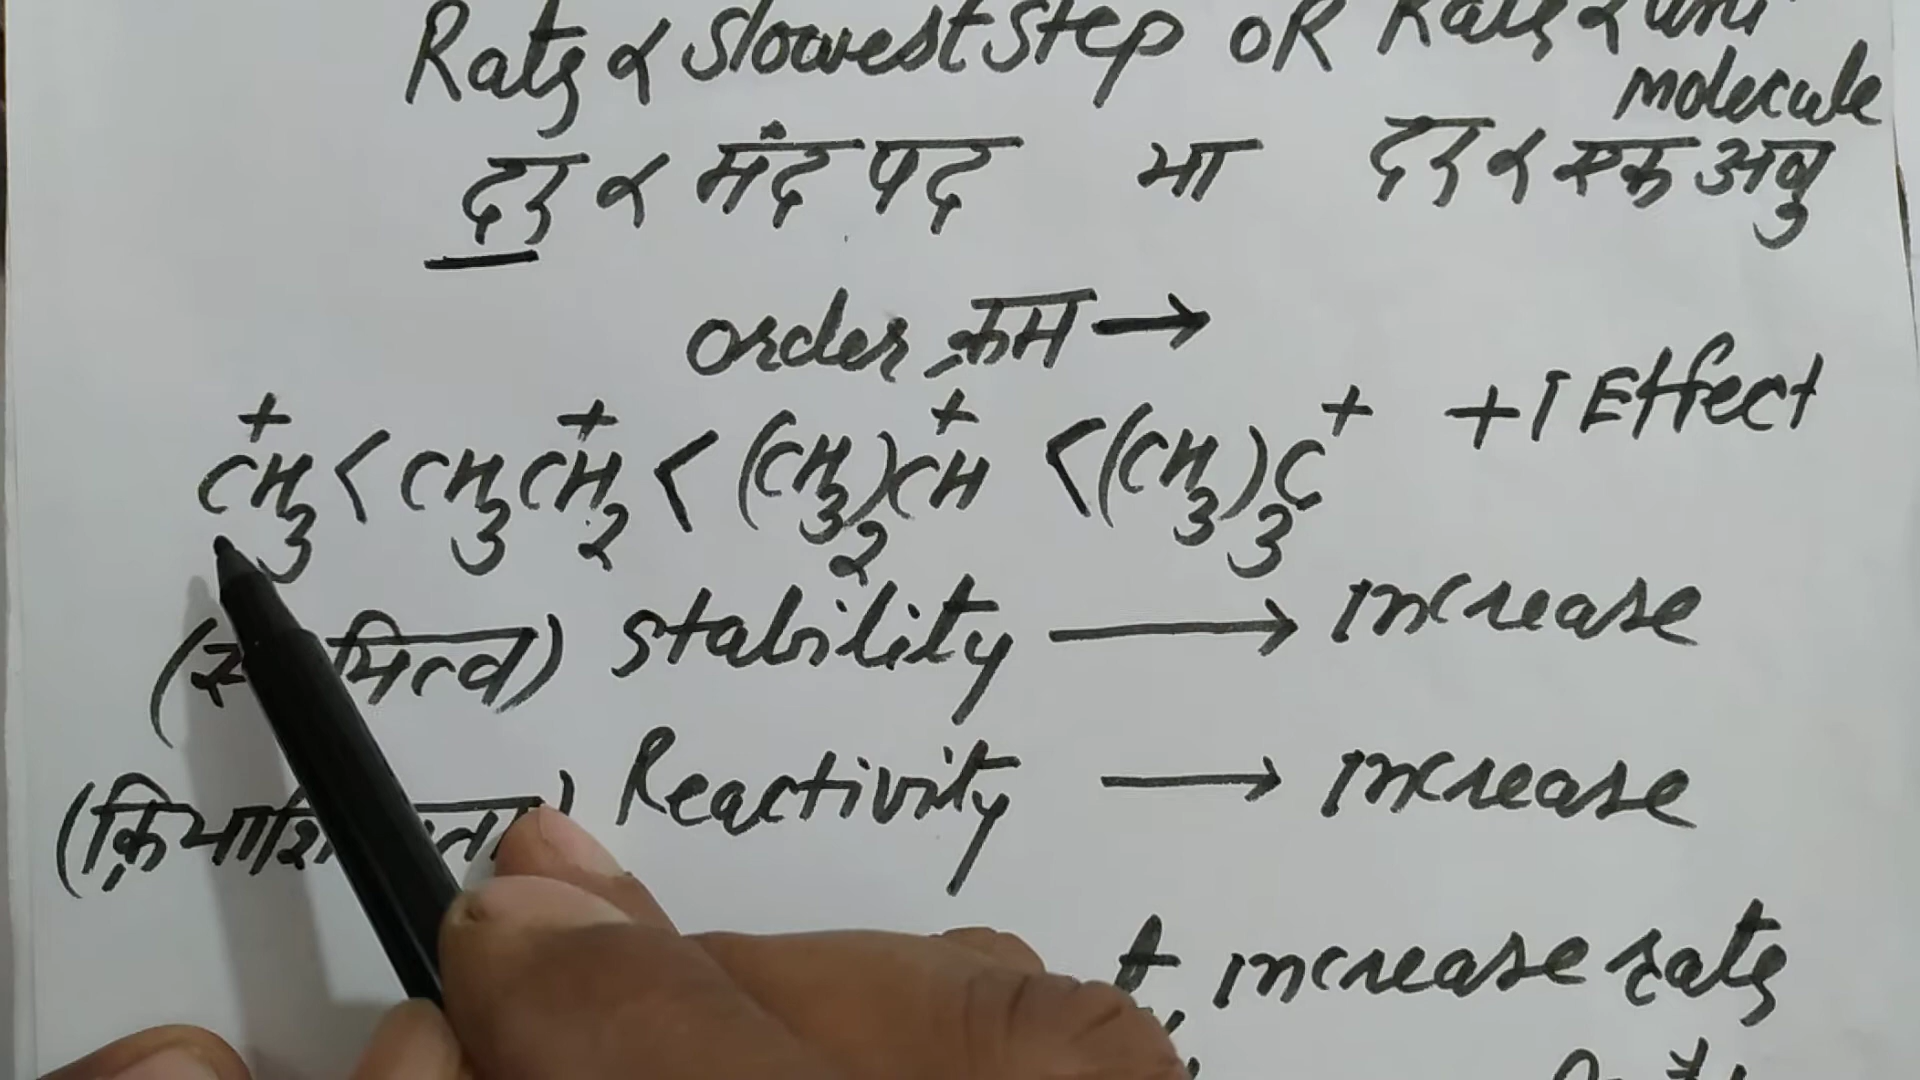 Rate ∝ slowest step OR Rate ∝ uni
molecule
दर ∝ मंद पद या दर ∝ एक अणु
order क्रम →
C⁺H₃ < CH₃C⁺H₂ < (CH₃)₂C⁺H < (CH₃)₃C⁺ +I Effect
stability → increase
Reactivity → increase
increase rate